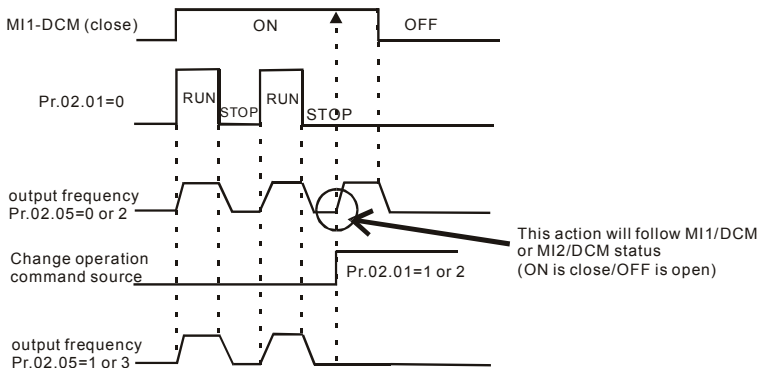 MI1-DCM (close)
ON
OFF
Pr.02.01=0
RUN
STOP
RUN
STOP
output frequency
Pr.02.05=0 or 2
This action will follow MI1/DCM
or MI2/DCM status
(ON is close/OFF is open)
Change operation
command source
Pr.02.01=1 or 2
output frequency
Pr.02.05=1 or 3